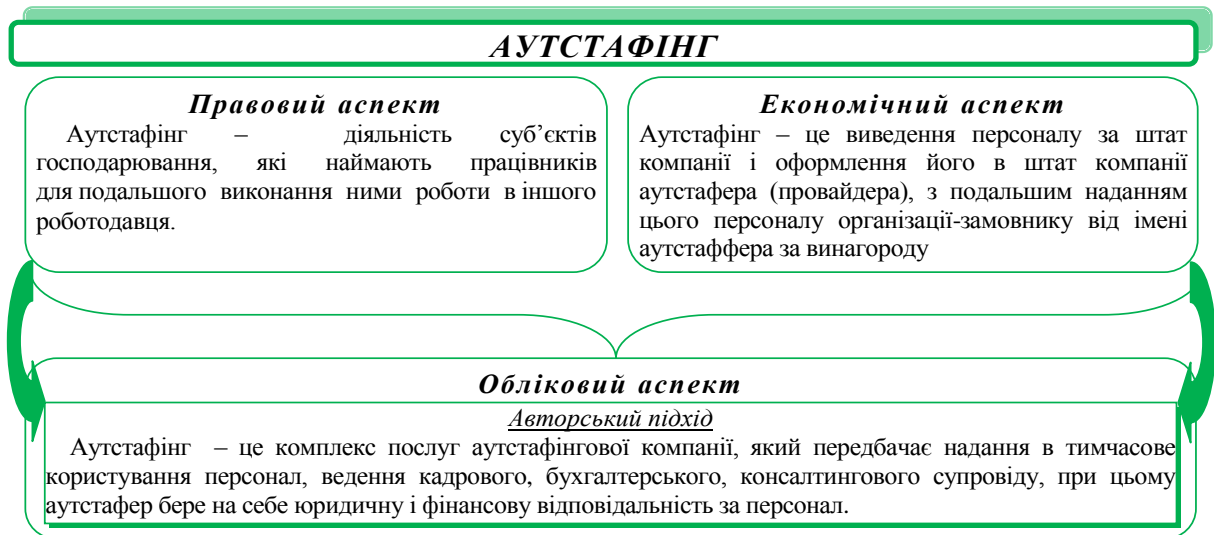 АУТСТАФІНГ
Правовий аспект
Аутстафінг – діяльність суб’єктів
господарювання, які наймають працівників
для подальшого виконання ними роботи в іншого
роботодавця.
Економічний аспект
Аутстафінг – це виведення персоналу за штат
компанії і оформлення його в штат компанії
аутстафера (провайдера), з подальшим наданням
цього персоналу організації-замовнику від імені
аутстаффера за винагороду
Обліковий аспект
Авторський підхід
Аутстафінг – це комплекс послуг аутстафінгової компанії, який передбачає надання в тимчасове
користування персонал, ведення кадрового, бухгалтерського, консалтингового супровіду, при цьому
аутстафер бере на себе юридичну і фінансову відповідальність за персонал.